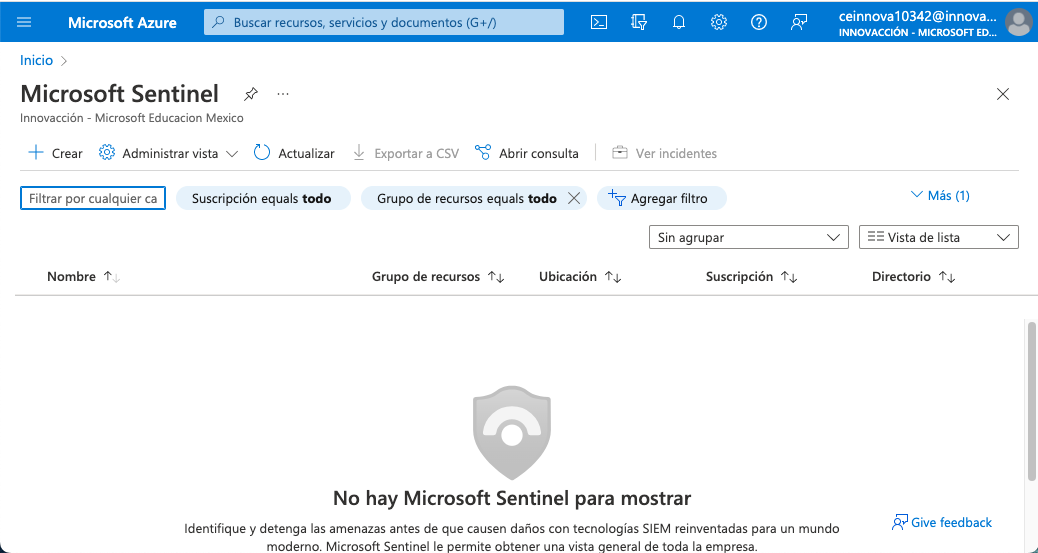 Microsoft Azure
Buscar recursos, servicios y documentos (G+/)
ceinnova10342@innova...
INNOVACCIÓN - MICROSOFT ED...
Inicio
Microsoft Sentinel
...
Innovacción - Microsoft Educacion Mexico
Crear
Administrar vista
Actualizar
Exportar a CSV
Abrir consulta
Ver incidentes
Filtrar por cualquier ca
Suscripción equals todo
Grupo de recursos equals todo
Agregar filtro
Más (1)
Sin agrupar
Vista de lista
Nombre
Grupo de recursos
Ubicación
Suscripción
Directorio
No hay Microsoft Sentinel para mostrar
Identifique y detenga las amenazas antes de que causen daños con tecnologías SIEM reinventadas para un mundo
moderno. Microsoft Sentinel le permite obtener una vista general de toda la empresa.
Give feedback